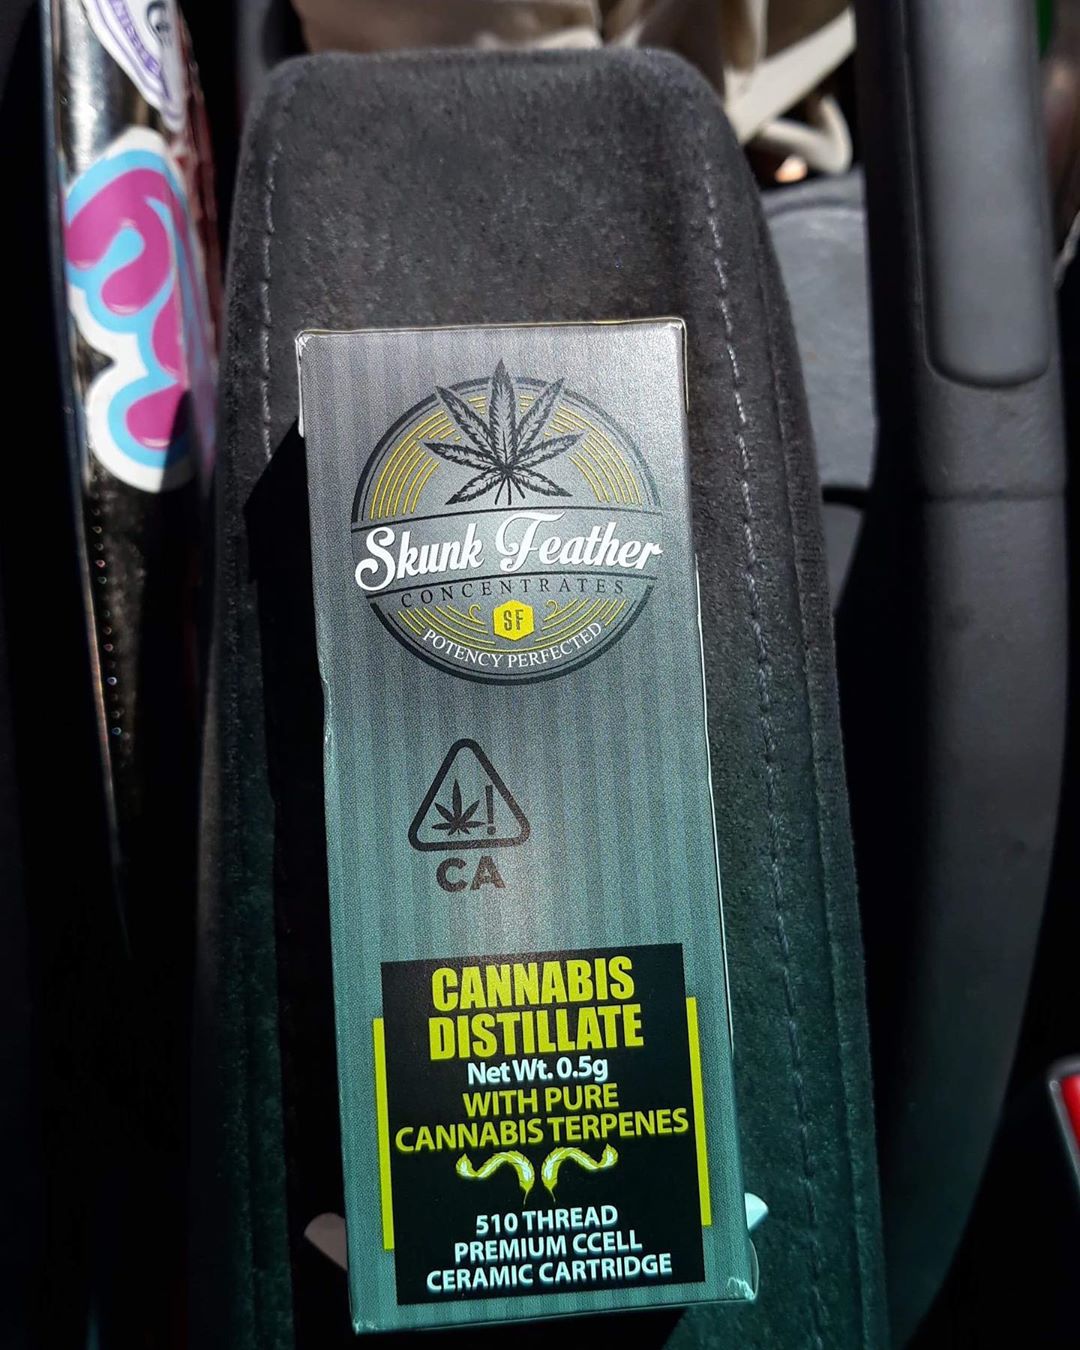 Skunk Feather
CONCENTRATES
SF
POTENCY PERFECTED
CA
CANNABIS
DISTILLATE
Net Wt. 0.5g
WITH PURE
CANNABIS TERPENES
510 THREAD
PREMIUM CCELL
CERAMIC CARTRIDGE